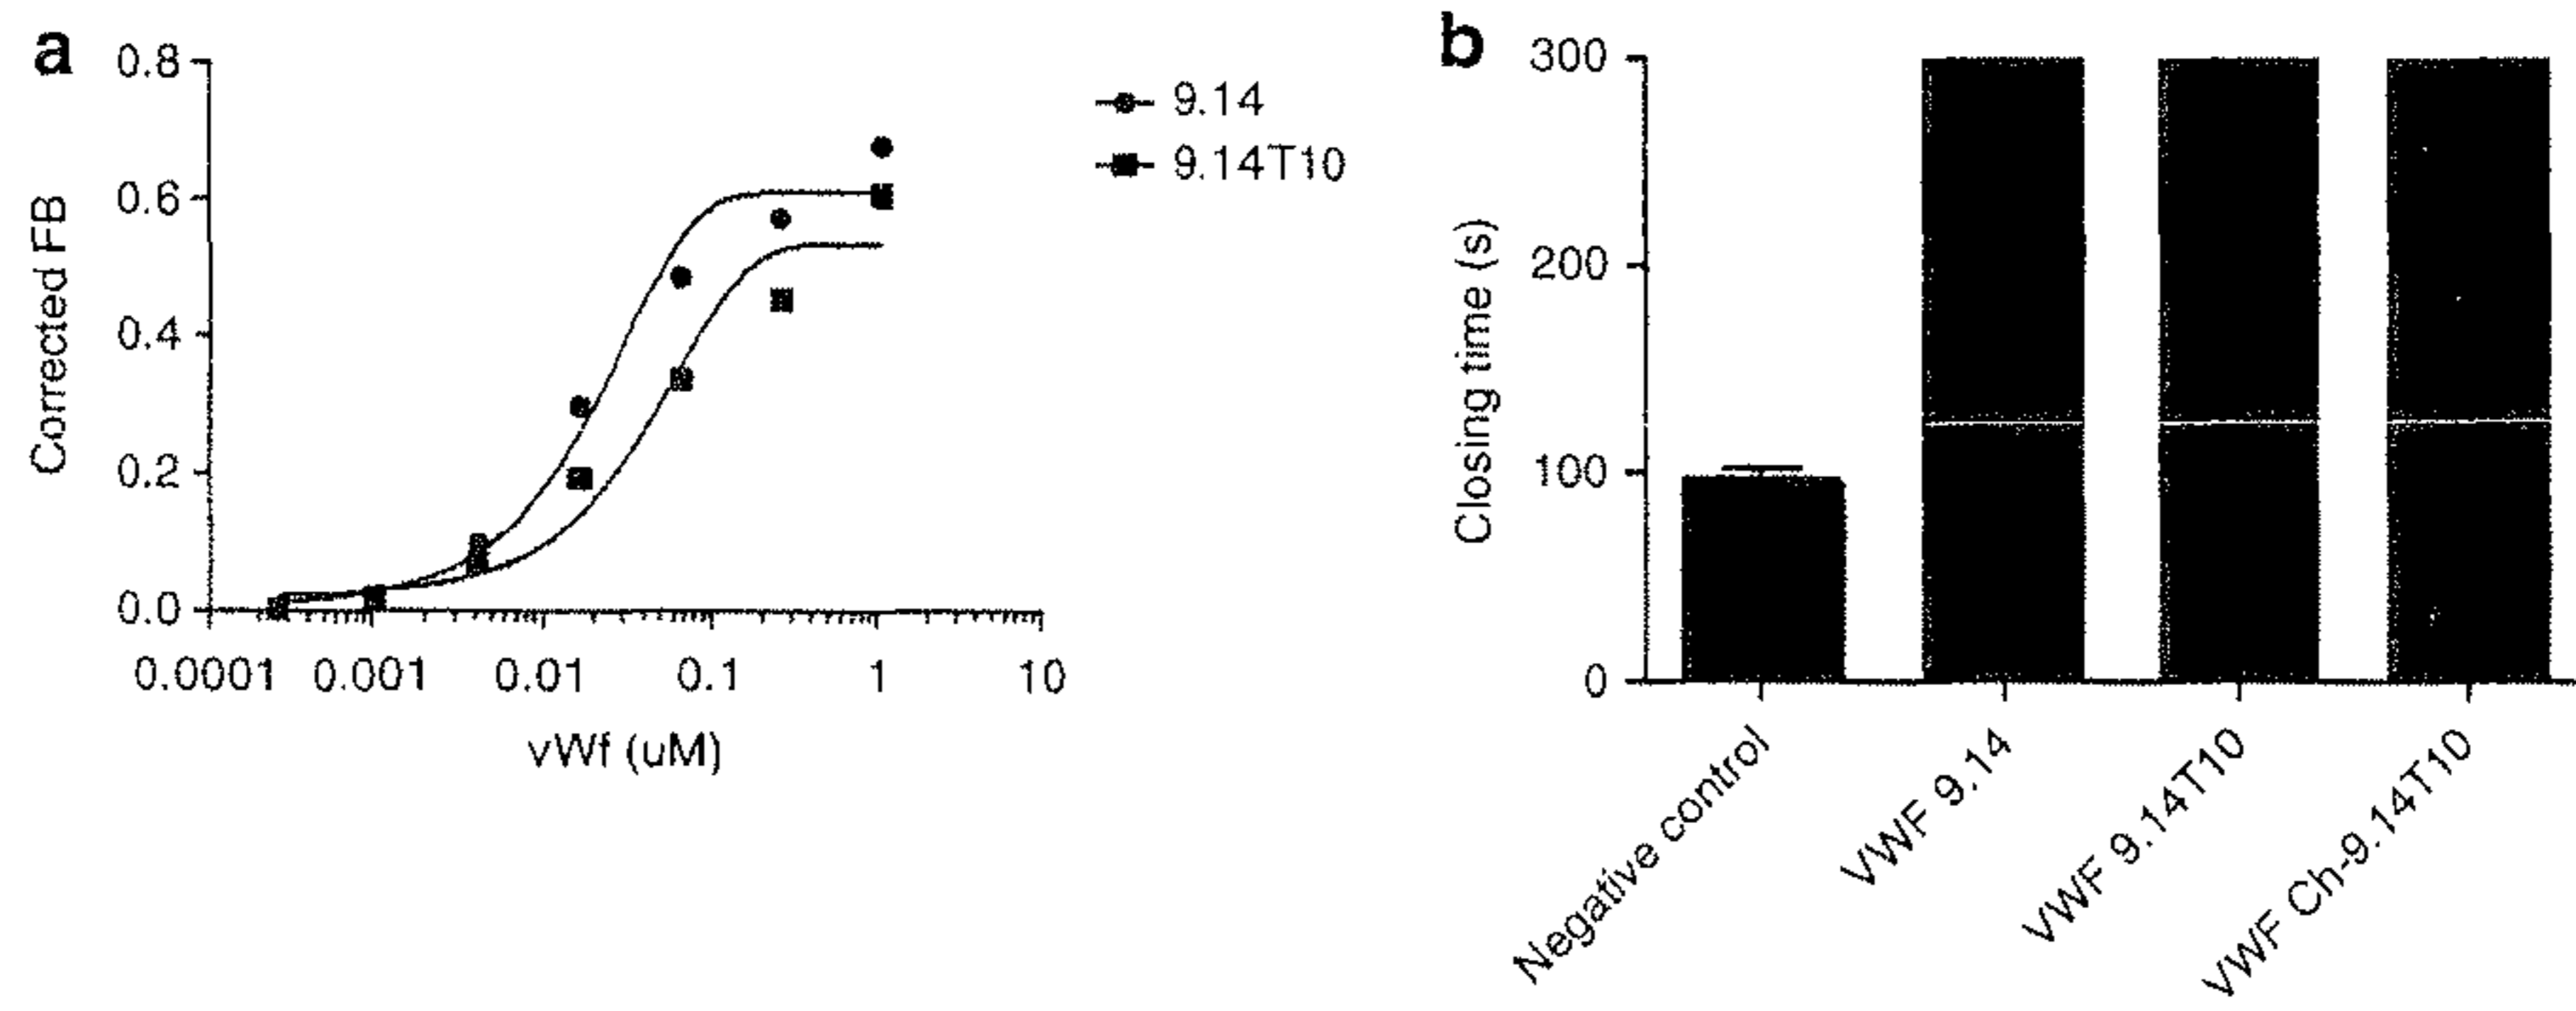 a
0.8
0.6
0.4
0.2
0.0
Corrected FB
0.0001 0.001 0.01 0.1 1 10
vWf (uM)
9.14
9.14T10
b
300
200
100
0
Closing time (s)
Negative control
VWF 9.14
VWF 9.14T10
VWF Ch-9.14T10